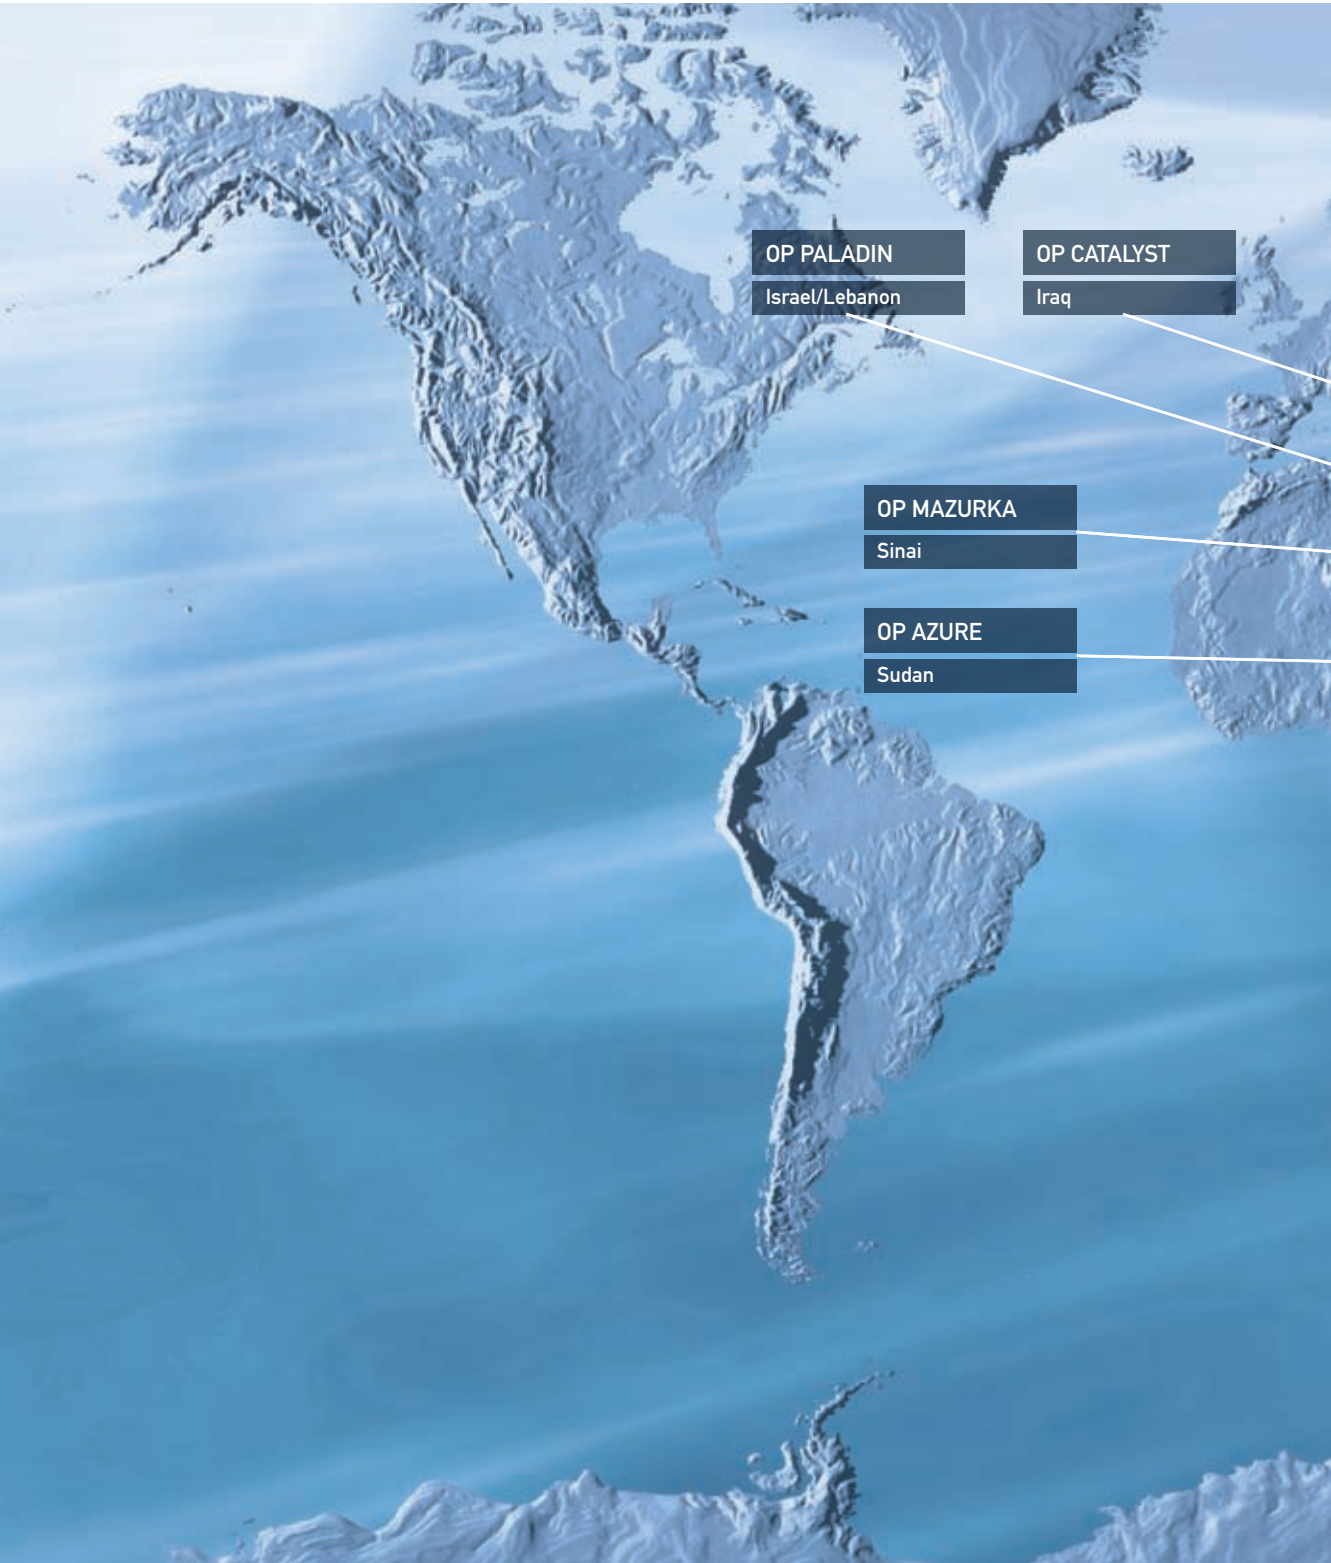 OP PALADIN
Israel/Lebanon
OP CATALYST
Iraq
OP MAZURKA
Sinai
OP AZURE
Sudan